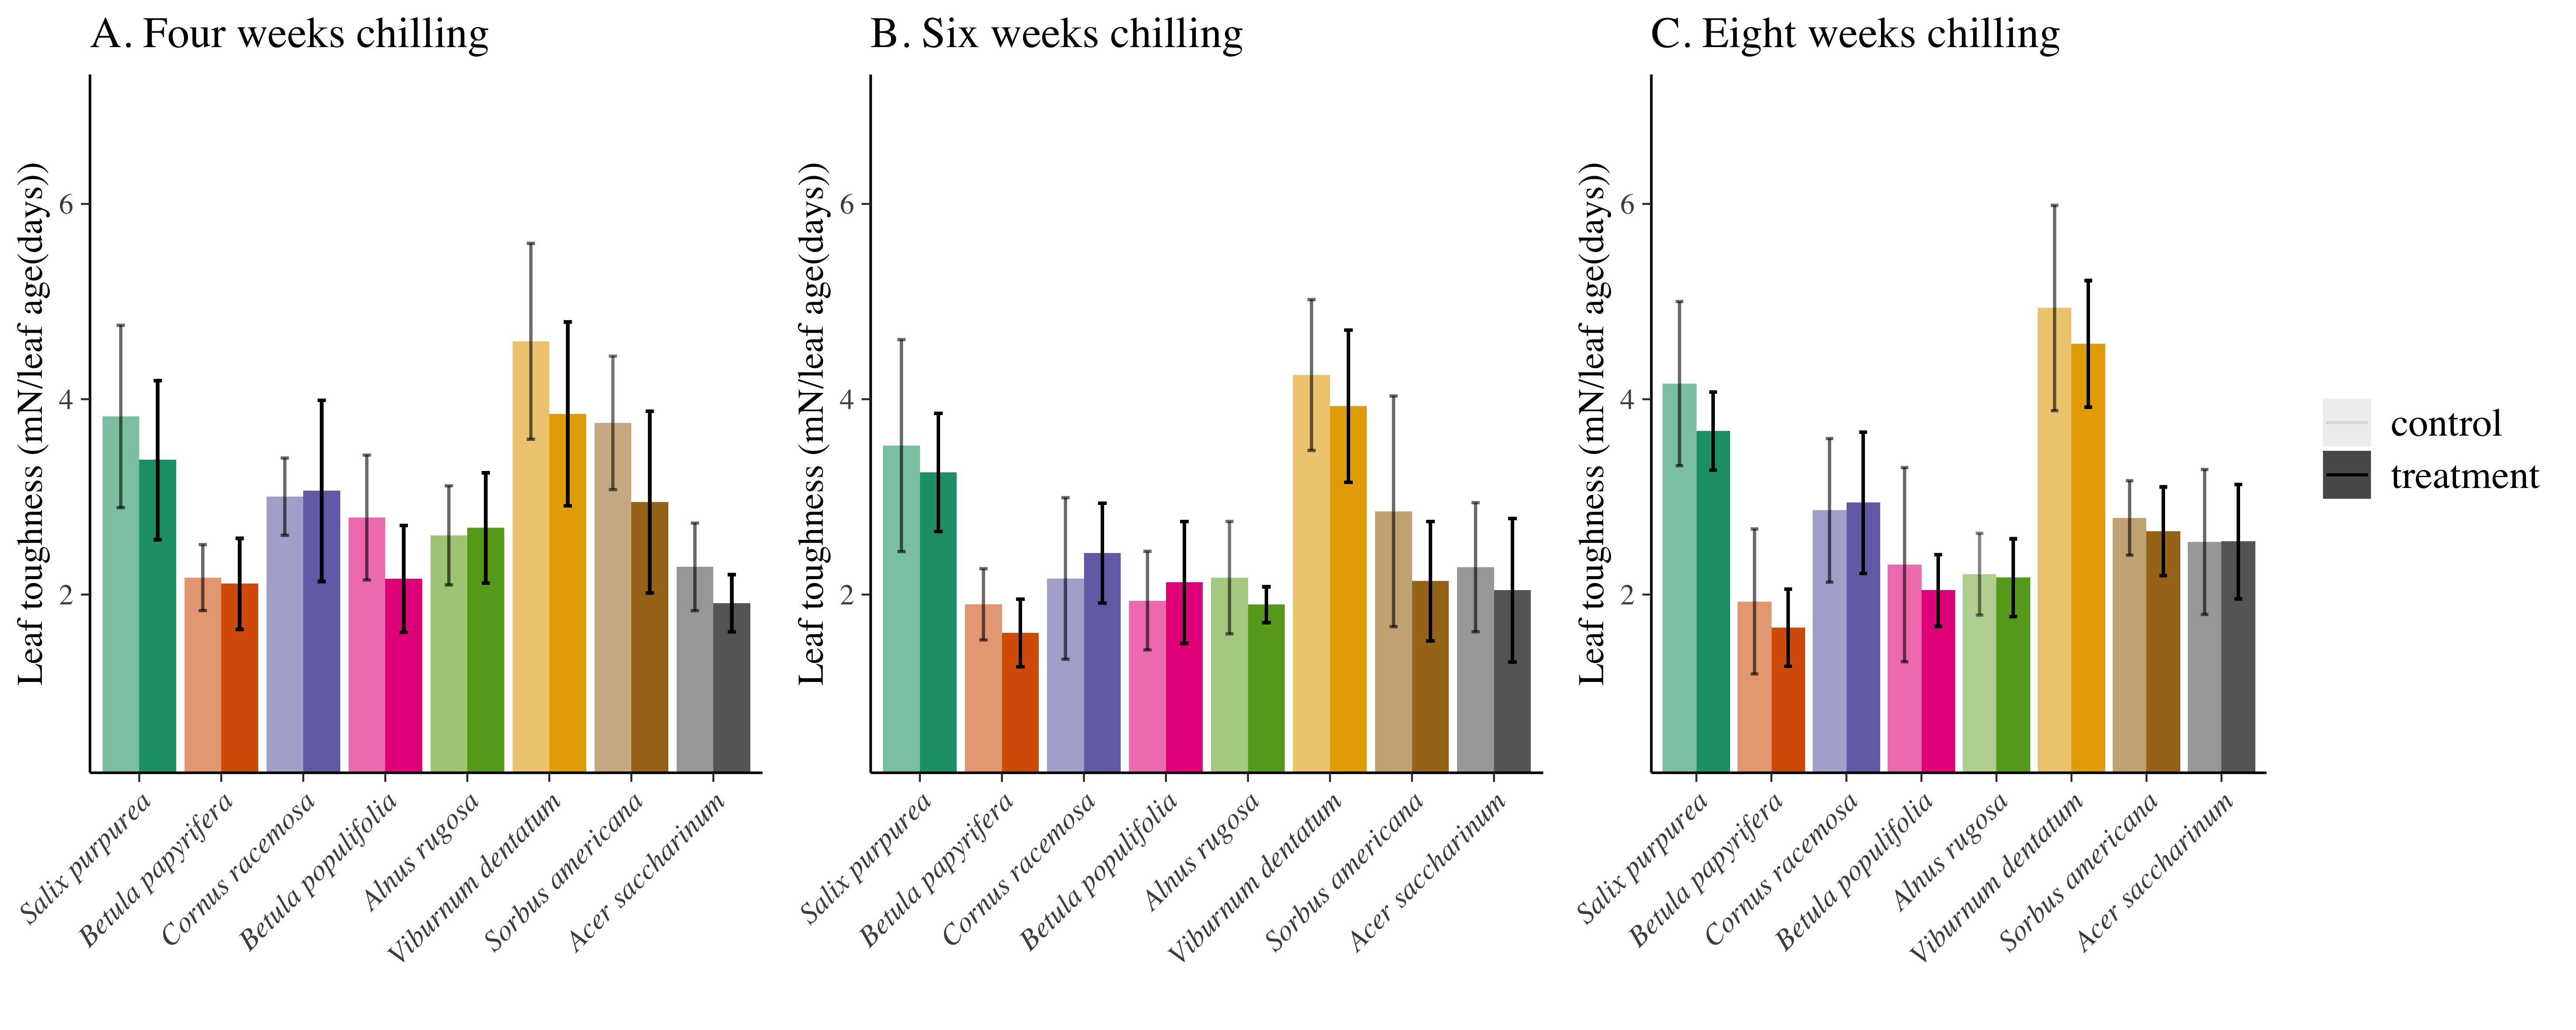 A. Four weeks chilling
Leaf toughness (mN/leaf age(days))
6
4
2
Salix purpurea
Betula papyrifera
Cornus racemosa
Betula populifolia
Alnus rugosa
Viburnum dentatum
Sorbus americana
Acer saccharinum
B. Six weeks chilling
Leaf toughness (mN/leaf age(days))
6
4
2
Salix purpurea
Betula papyrifera
Cornus racemosa
Betula populifolia
Alnus rugosa
Viburnum dentatum
Sorbus americana
Acer saccharinum
C. Eight weeks chilling
Leaf toughness (mN/leaf age(days))
6
4
2
Salix purpurea
Betula papyrifera
Cornus racemosa
Betula populifolia
Alnus rugosa
Viburnum dentatum
Sorbus americana
Acer saccharinum
control
treatment